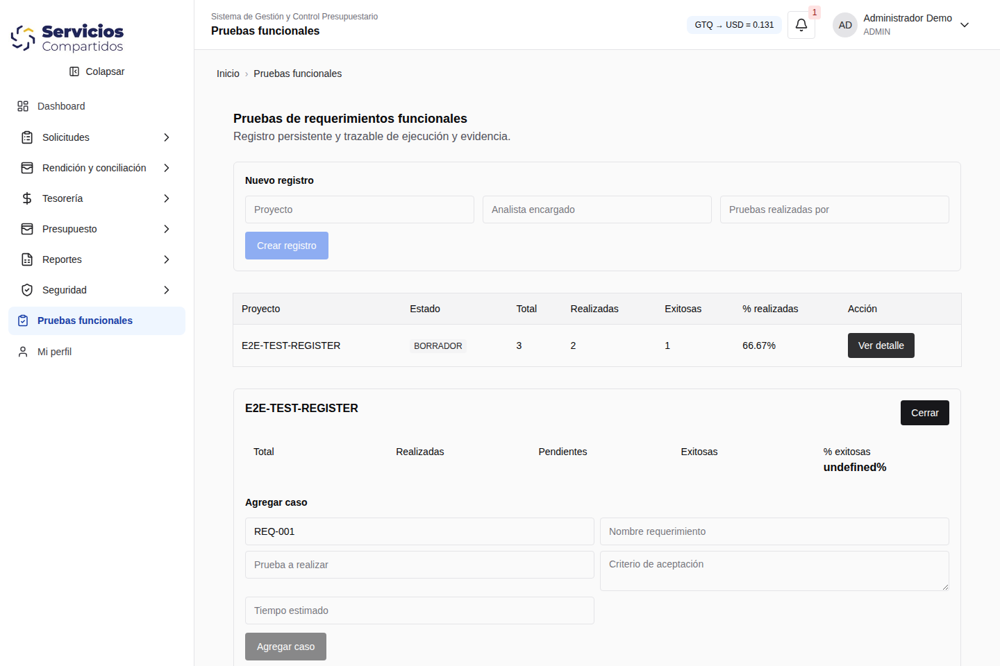 Servicios
Compartidos
Colapsar
Dashboard
Solicitudes
Rendición y conciliación
Tesorería
Presupuesto
Reportes
Seguridad
Pruebas funcionales
Mi perfil
Sistema de Gestión y Control Presupuestario
Pruebas funcionales
GTQ → USD = 0.131
1
AD
Administrador Demo
ADMIN
Inicio › Pruebas funcionales
Pruebas de requerimientos funcionales
Registro persistente y trazable de ejecución y evidencia.
Nuevo registro
Proyecto Analista encargado Pruebas realizadas por
Crear registro
Proyecto Estado Total Realizadas Exitosas % realizadas Acción
E2E-TEST-REGISTER BORRADOR 3 2 1 66.67% Ver detalle
E2E-TEST-REGISTER Cerrar
Total Realizadas Pendientes Exitosas % exitosas
undefined%
Agregar caso
REQ-001 Nombre requerimiento
Prueba a realizar Criterio de aceptación
Tiempo estimado
Agregar caso